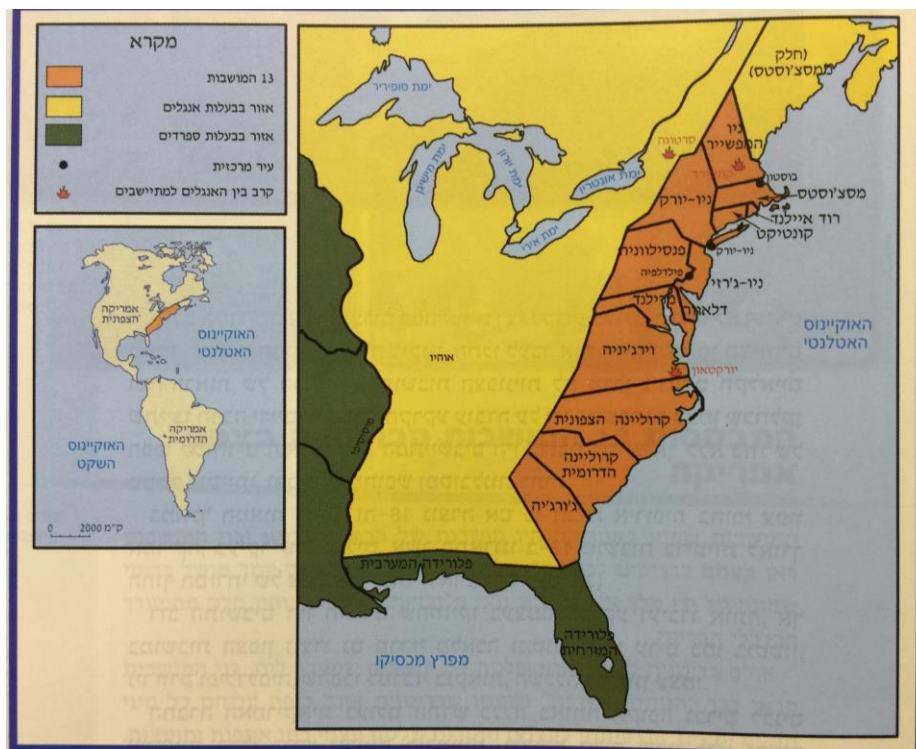 מקרא
13 המושבות
אזור בבעלות אנגלים
אזור בבעלות ספרדים
עיר מרכזית
קרב בין האנגלים למתיישבים
אמריקה
הצפונית
האוקיינוס
האטלנטי
אמריקה
הדרומית
האוקיינוס
השקט
0 2000 ק"מ
(חלק
ממסצ'וסטס)
ימת סופיריר
ניו
המפשייר
סרטוגה
ימת יורון
ימת מישיגן
ימת אונטריו
בוסטון
מסצ'וסטס
ניו-יורק
רוד איילנד
קונטיקט
ימת אירי
ניו-יורק
פנסילווניה
פילדלפיה
ניו-ג'רזי
מרילנד
דלאוור
האוקיינוס
האטלנטי
וירג'יניה
אוהיו
יורקטאון
קרוליינה הצפונית
מיסיסיפי
קרוליינה
הדרומית
ג'ורג'יה
פלורידה המערבית
פלורידה
המזרחית
מפרץ מכסיקו